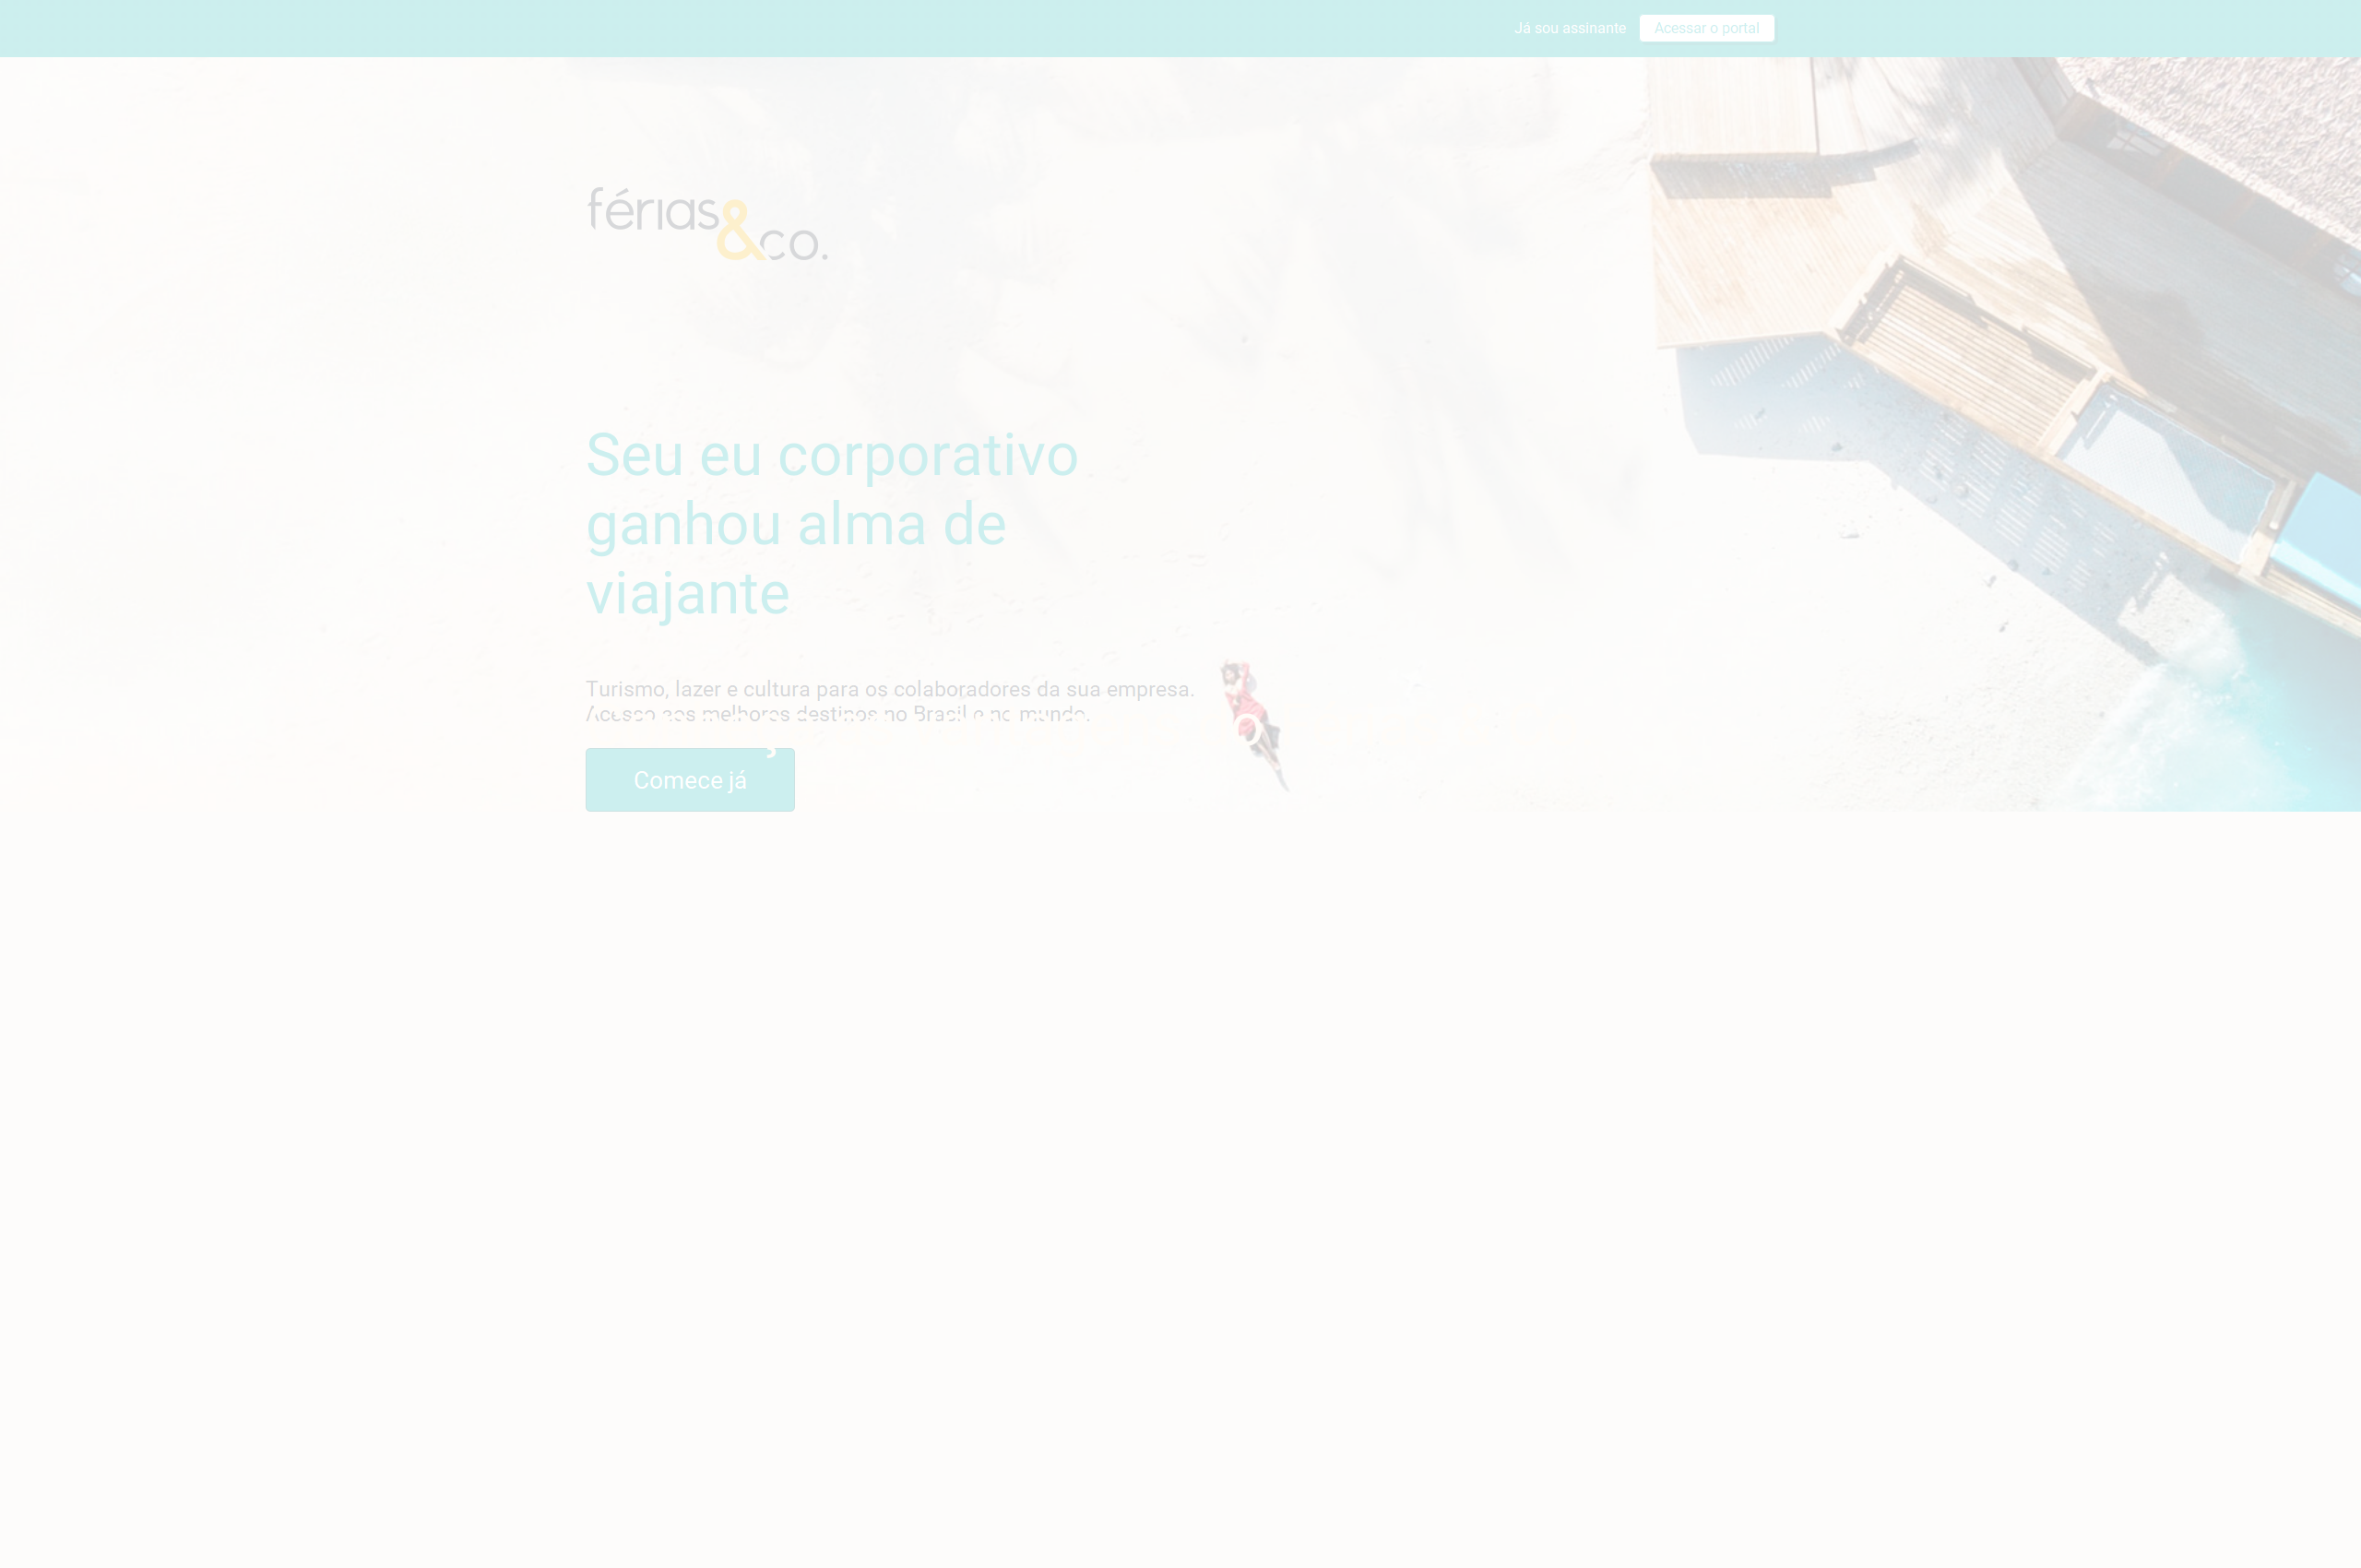 Já sou assinante Acessar o portal
férias&co.
Seu eu corporativo
ganhou alma de
viajante
Turismo, lazer e cultura para os colaboradores da sua empresa.
Acesso aos melhores destinos no Brasil e no mundo.
Comece já